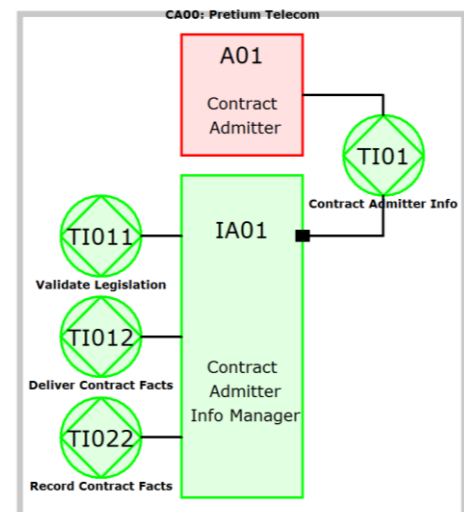 CA00: Pretium Telecom
A01
Contract
Admitter
TI01
Contract Admitter Info
IA01
TI011
Validate Legislation
TI012
Deliver Contract Facts
Contract
Admitter
Info Manager
TI022
Record Contract Facts